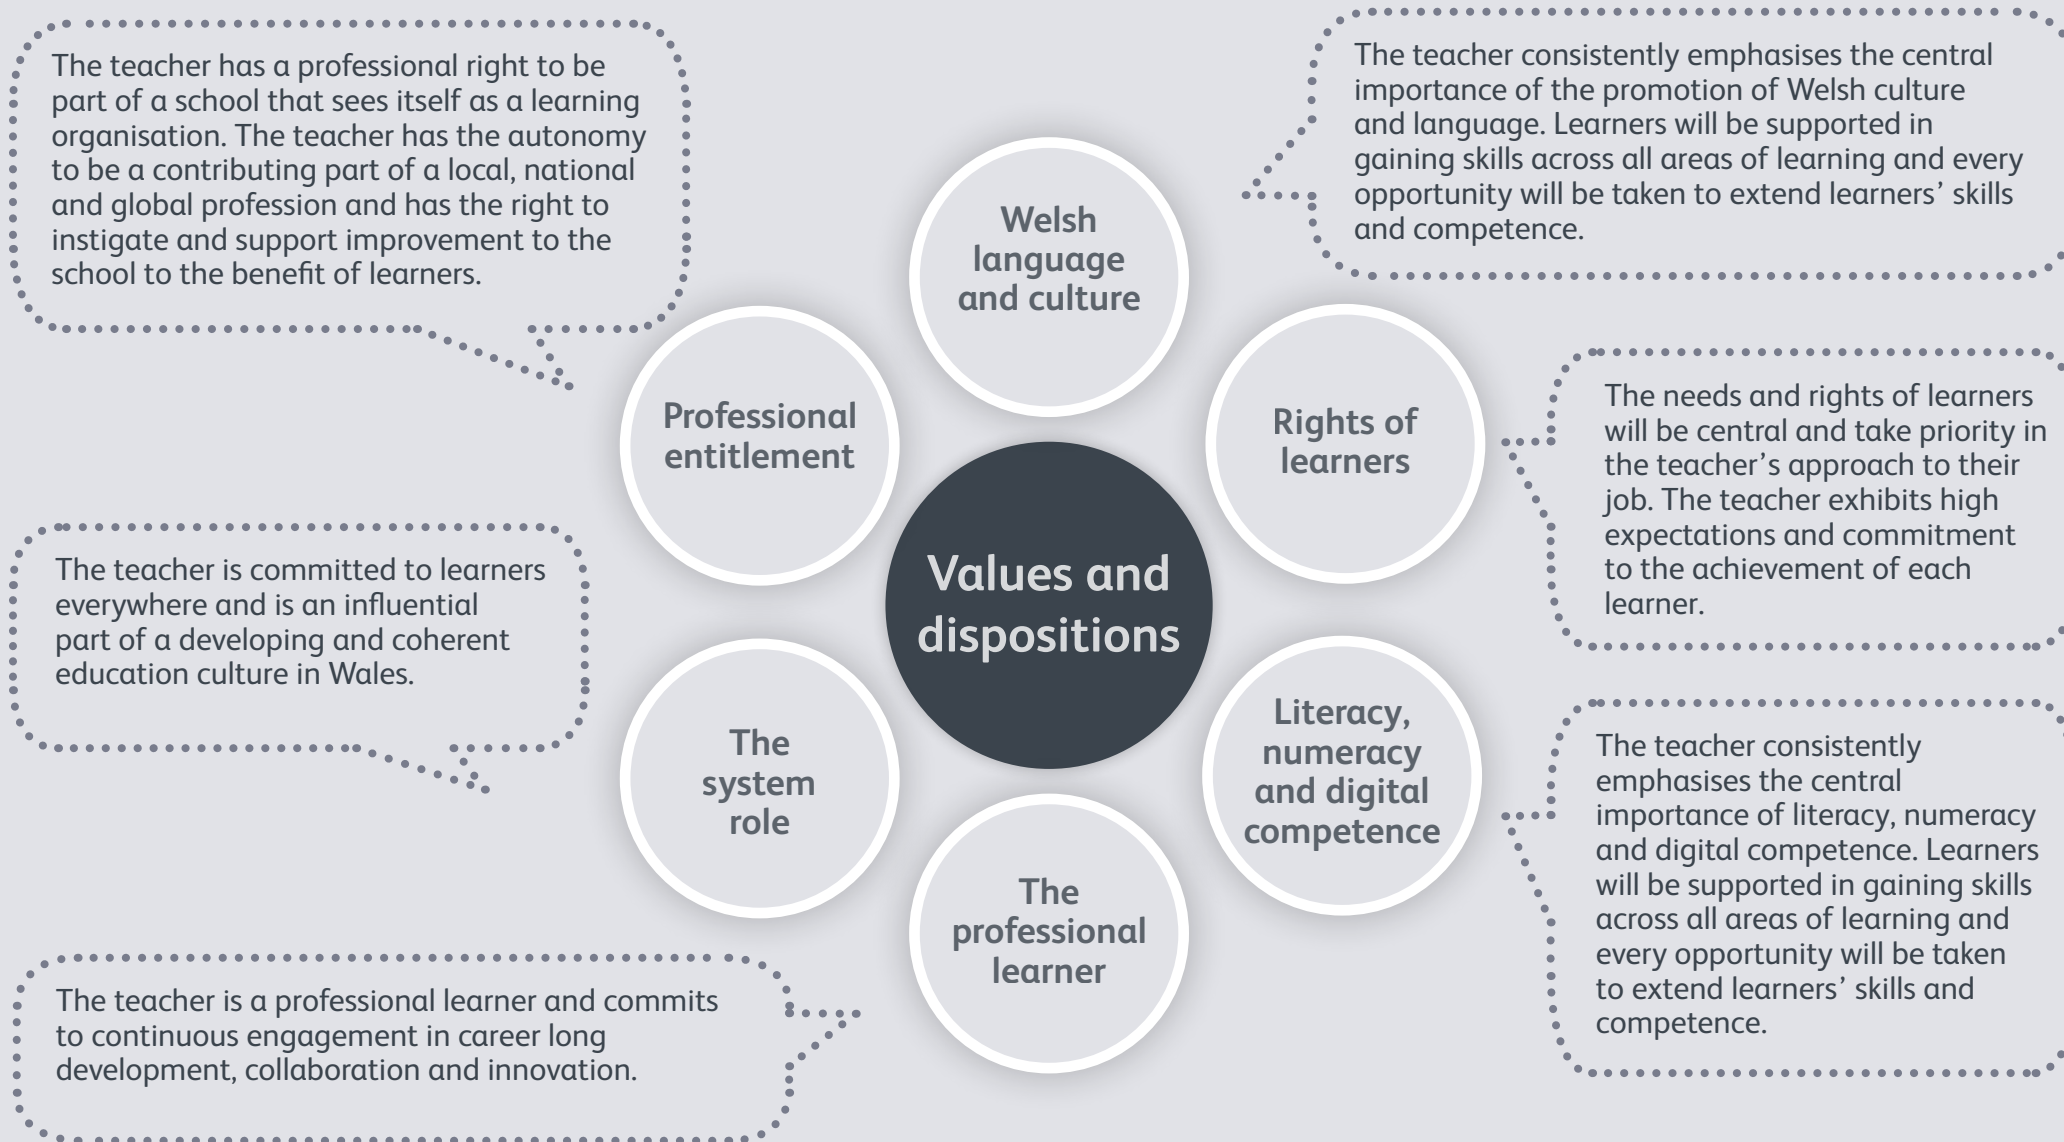 The teacher has a professional right to be
part of a school that sees itself as a learning
organisation. The teacher has the autonomy
to be a contributing part of a local, national
and global profession and has the right to
instigate and support improvement to the
school to the benefit of learners.
The teacher consistently emphasises the central
importance of the promotion of Welsh culture
and language. Learners will be supported in
gaining skills across all areas of learning and every
opportunity will be taken to extend learners’ skills
and competence.
Welsh
language
and culture
Professional
entitlement
Rights of
learners
The needs and rights of learners
will be central and take priority in
the teacher’s approach to their
job. The teacher exhibits high
expectations and commitment
to the achievement of each
learner.
Values and
dispositions
The teacher is committed to learners
everywhere and is an influential
part of a developing and coherent
education culture in Wales.
The
system
role
Literacy,
numeracy
and digital
competence
The teacher consistently
emphasises the central
importance of literacy, numeracy
and digital competence. Learners
will be supported in gaining skills
across all areas of learning and
every opportunity will be taken
to extend learners’ skills and
competence.
The
professional
learner
The teacher is a professional learner and commits
to continuous engagement in career long
development, collaboration and innovation.